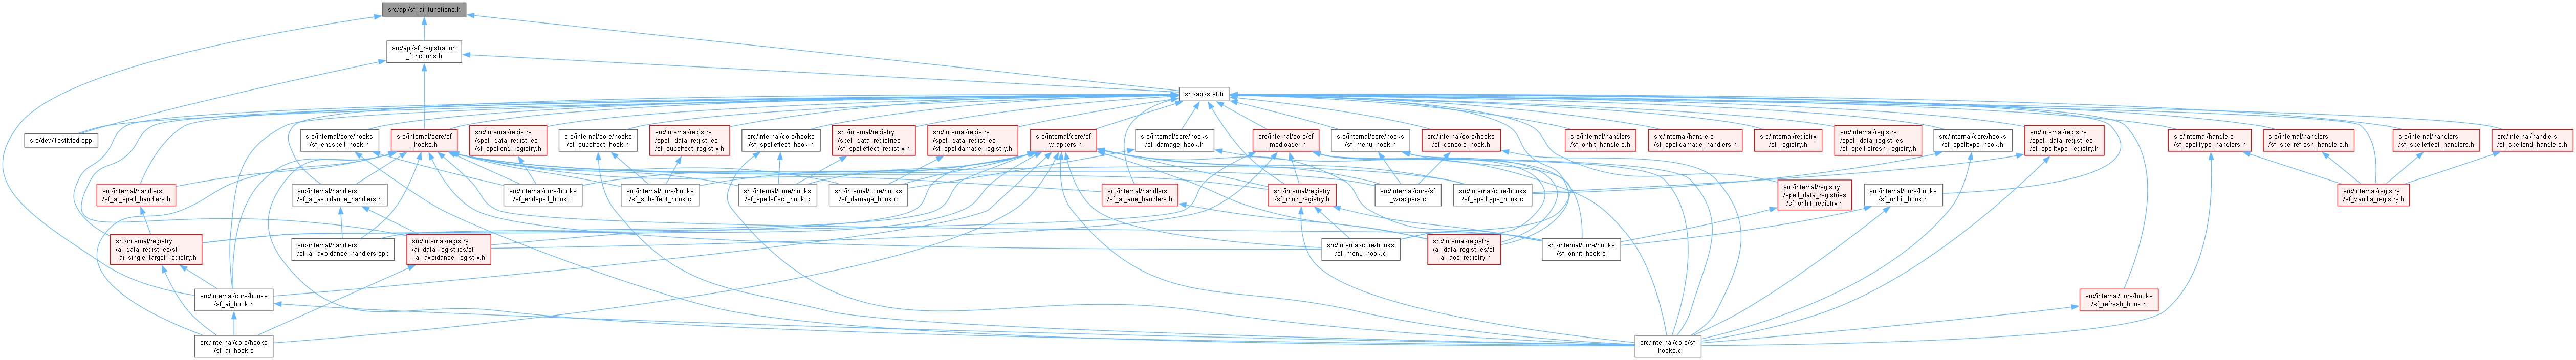 src/api/sf_ai_functions.h
src/api/sf_registration
_functions.h
src/api/sfsf.h
src/dev/TestMod.cpp
src/internal/core/hooks
/sf_endspell_hook.h
src/internal/core/sf
_hooks.h
src/internal/registry
/spell_data_registries
/sf_spellend_registry.h
src/internal/core/hooks
/sf_subeffect_hook.h
src/internal/registry
/spell_data_registries
/sf_subeffect_registry.h
src/internal/core/hooks
/sf_spelleffect_hook.h
src/internal/registry
/spell_data_registries
/sf_spelleffect_registry.h
src/internal/registry
/spell_data_registries
/sf_spelldamage_registry.h
src/internal/core/sf
_wrappers.h
src/internal/core/hooks
/sf_damage_hook.h
src/internal/core/sf
_modloader.h
src/internal/core/hooks
/sf_menu_hook.h
src/internal/core/hooks
/sf_console_hook.h
src/internal/handlers
/sf_onhit_handlers.h
src/internal/handlers
/sf_spelldamage_handlers.h
src/internal/registry
/sf_registry.h
src/internal/registry
/spell_data_registries
/sf_spellrefresh_registry.h
src/internal/core/hooks
/sf_spelltype_hook.h
src/internal/registry
/spell_data_registries
/sf_spelltype_registry.h
src/internal/handlers
/sf_spelltype_handlers.h
src/internal/handlers
/sf_spellrefresh_handlers.h
src/internal/handlers
/sf_spelleffect_handlers.h
src/internal/handlers
/sf_spellend_handlers.h
src/internal/handlers
/sf_ai_spell_handlers.h
src/internal/handlers
/sf_ai_avoidance_handlers.h
src/internal/core/hooks
/sf_endspell_hook.c
src/internal/core/hooks
/sf_subeffect_hook.c
src/internal/core/hooks
/sf_spelleffect_hook.c
src/internal/core/hooks
/sf_damage_hook.c
src/internal/handlers
/sf_ai_aoe_handlers.h
src/internal/registry
/sf_mod_registry.h
src/internal/core/sf
_wrappers.c
src/internal/core/hooks
/sf_spelltype_hook.c
src/internal/registry
/spell_data_registries
/sf_onhit_registry.h
src/internal/core/hooks
/sf_onhit_hook.h
src/internal/registry
/sf_vanilla_registry.h
src/internal/registry
/ai_data_registries/sf
_ai_single_target_registry.h
src/internal/handlers
/sf_ai_avoidance_handlers.cpp
src/internal/registry
/ai_data_registries/sf
_ai_avoidance_registry.h
src/internal/core/hooks
/sf_menu_hook.c
src/internal/registry
/ai_data_registries/sf
_ai_aoe_registry.h
src/internal/core/hooks
/sf_onhit_hook.c
src/internal/core/hooks
/sf_ai_hook.h
src/internal/core/hooks
/sf_refresh_hook.h
src/internal/core/hooks
/sf_ai_hook.c
src/internal/core/sf
_hooks.c